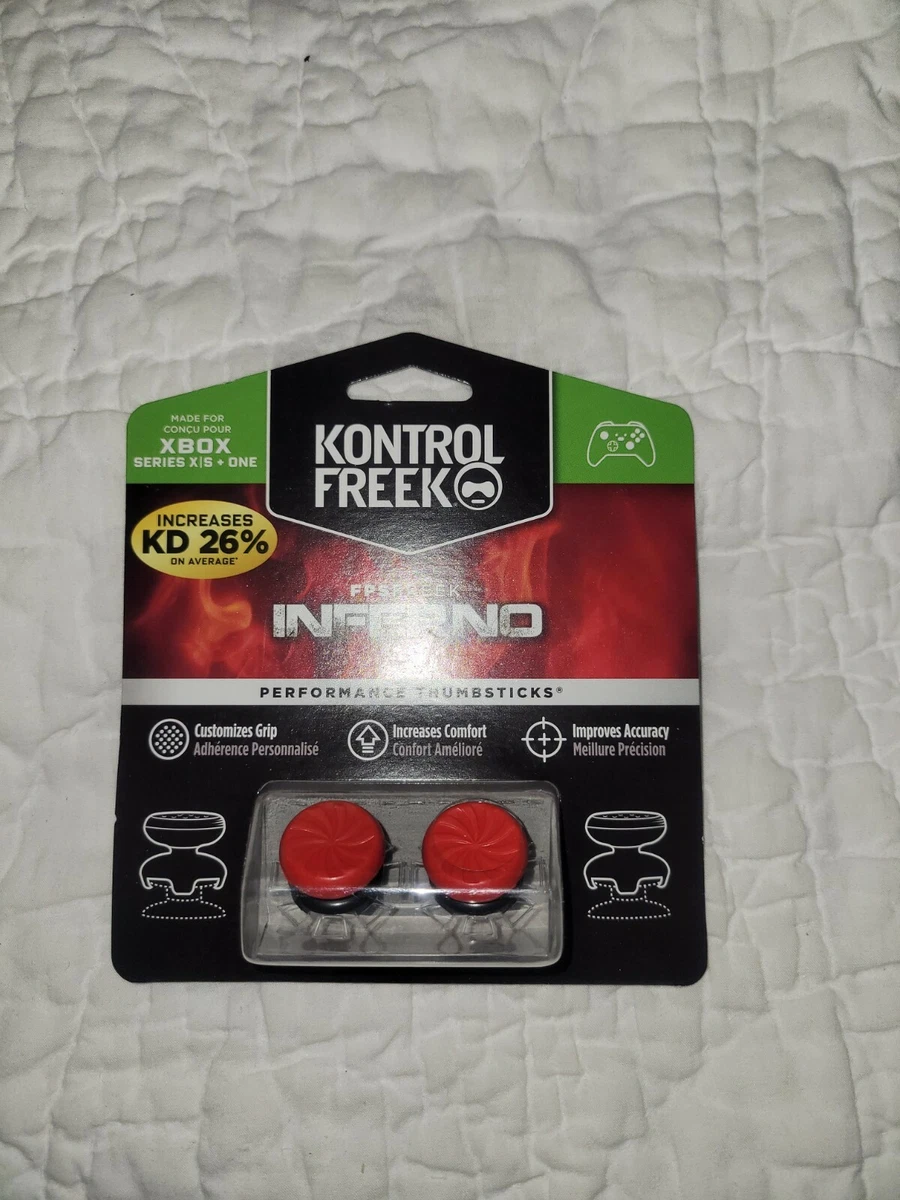 MADE FOR
CONÇU POUR
XBOX
SERIES X|S + ONE
KONTROL
FREEK
INCREASES
KD 26%
ON AVERAGE*
INFERNO
PERFORMANCE THUMBSTICKS®
Customizes Grip
Adhérence Personnalisé
Increases Comfort
Confort Amélioré
Improves Accuracy
Meillure Précision